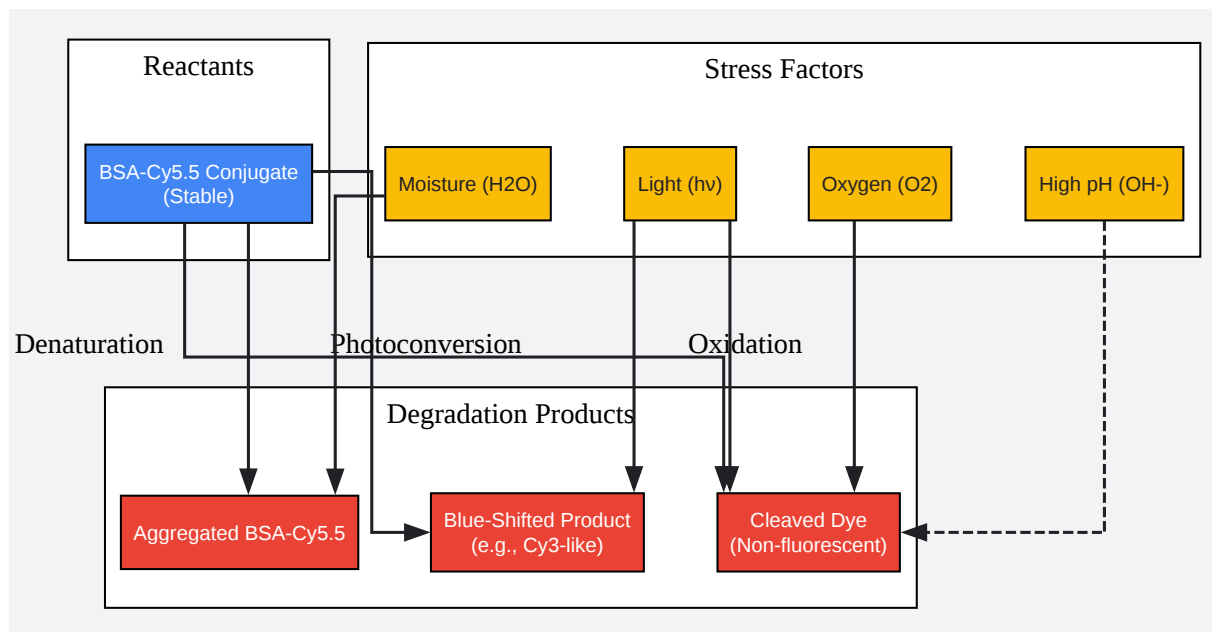 Reactants
Stress Factors
BSA-Cy5.5 Conjugate
(Stable)
Moisture (H2O)
Light (hν)
Oxygen (O2)
High pH (OH-)
Denaturation
Photoconversion
Oxidation
Degradation Products
Aggregated BSA-Cy5.5
Blue-Shifted Product
(e.g., Cy3-like)
Cleaved Dye
(Non-fluorescent)